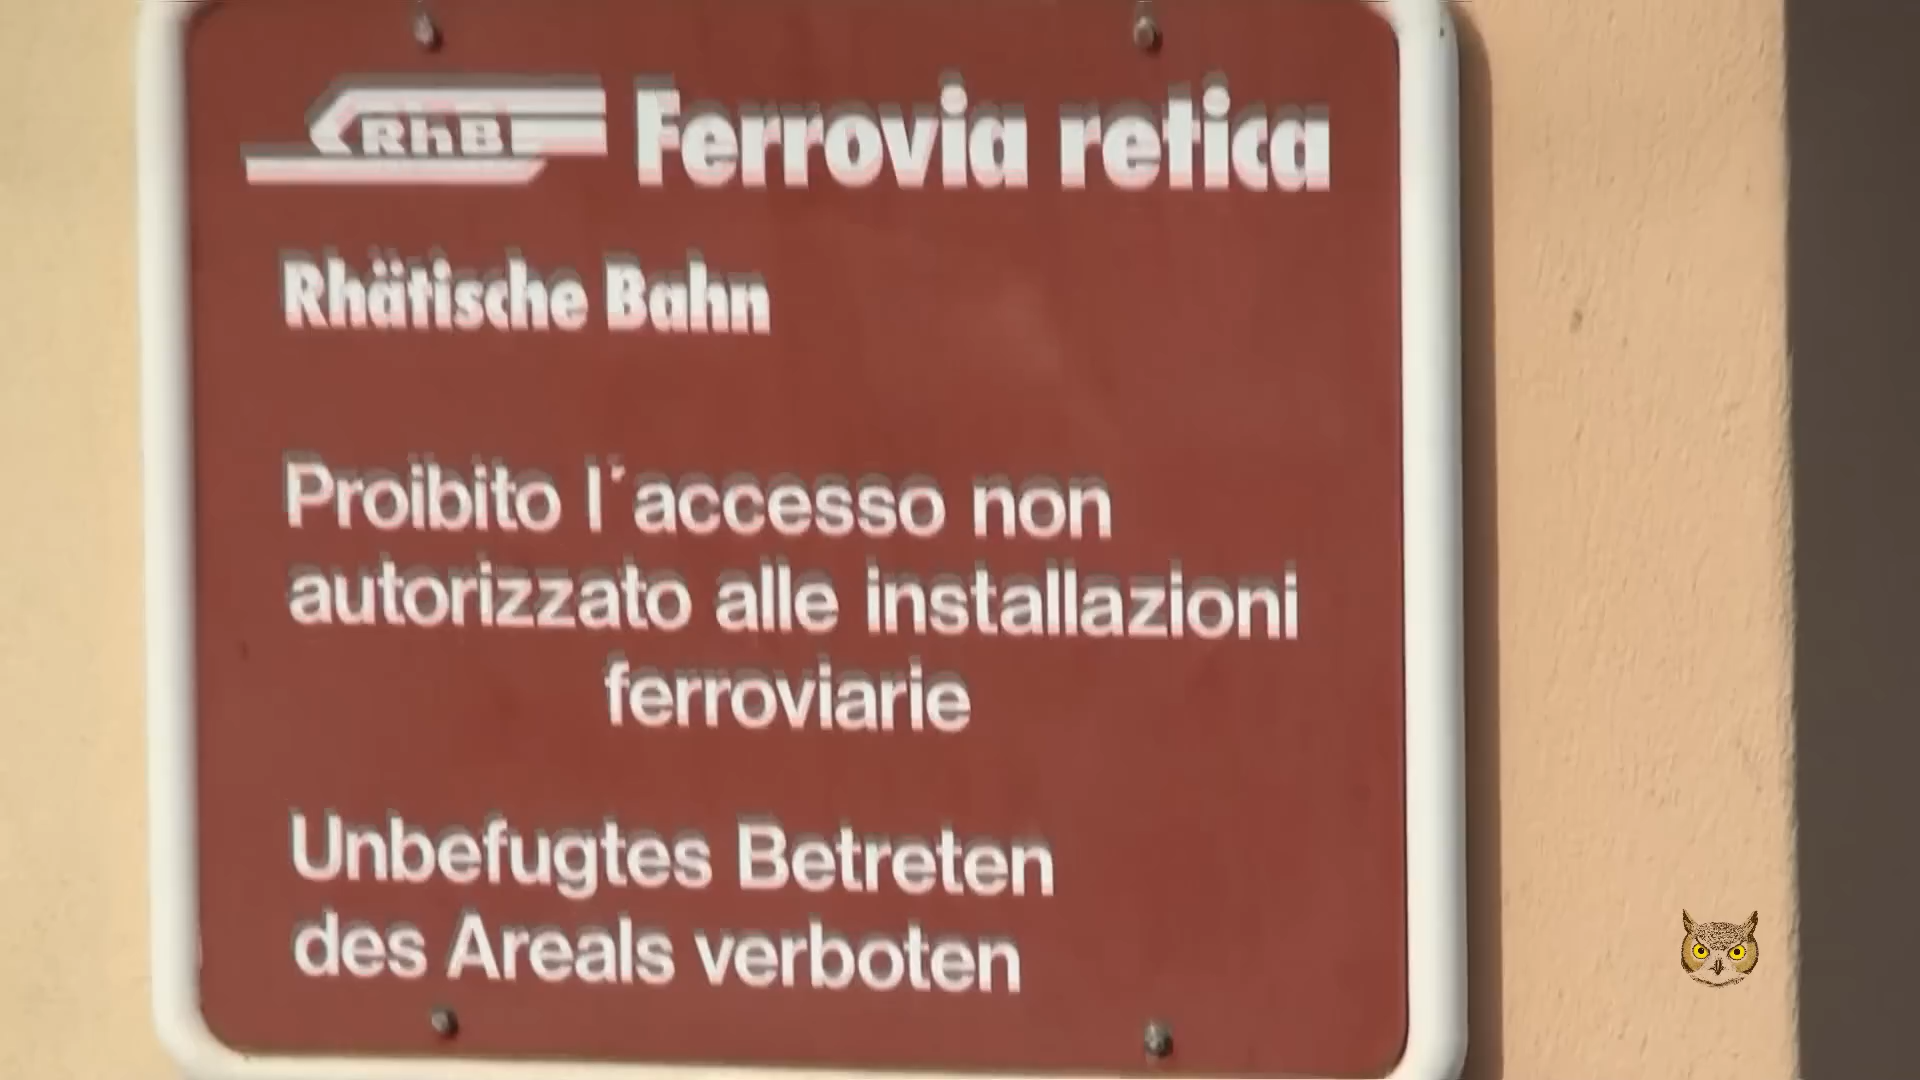 RhB Ferrovia retica
Rhätische Bahn
Proibito l´accesso non
autorizzato alle installazioni
ferroviarie
Unbefugtes Betreten
des Areals verboten